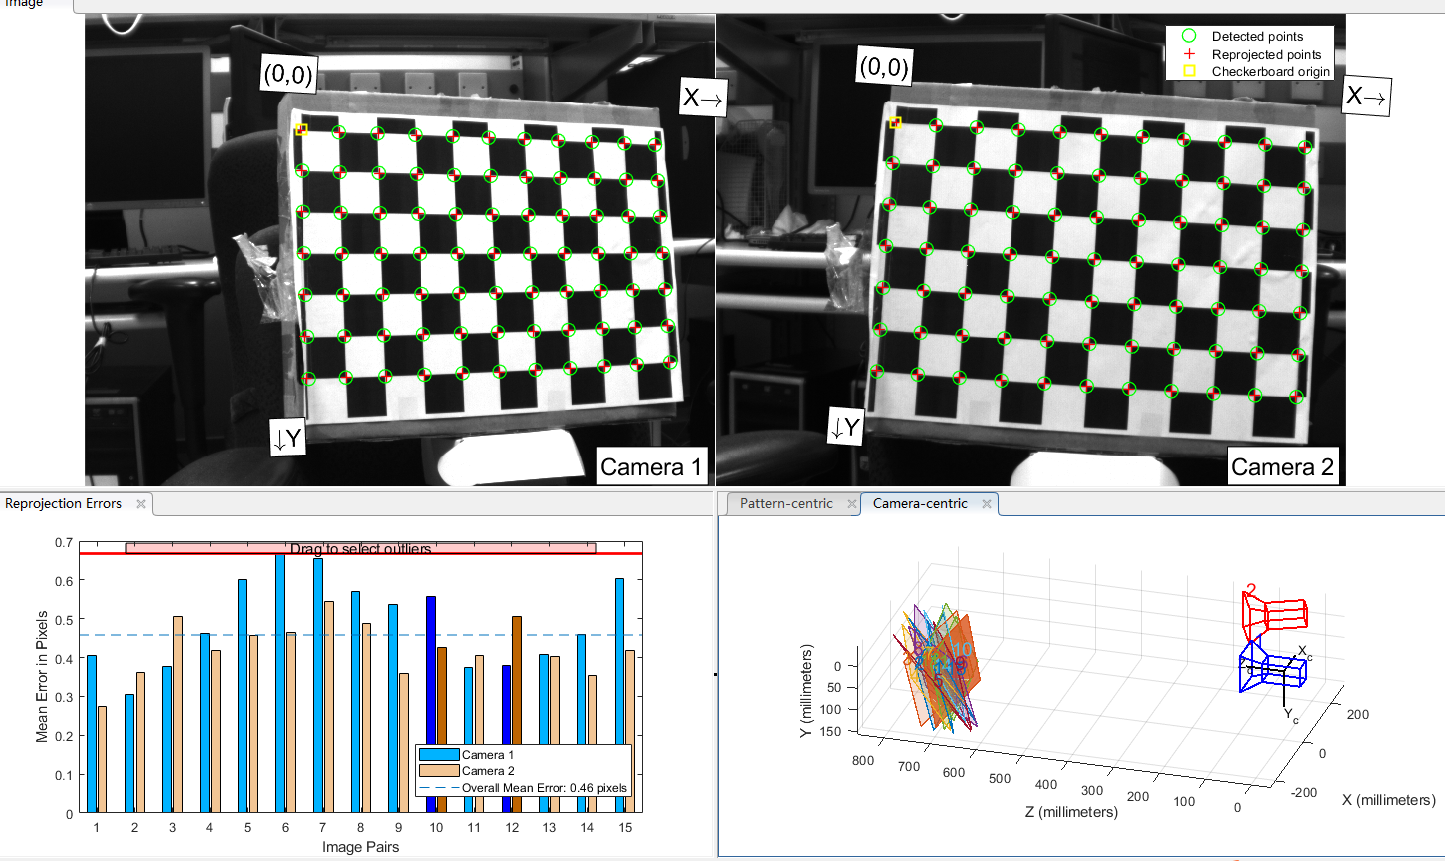 Image
(0,0)
X→
↓Y
Camera 1
(0,0)
Detected points
Reprojected points
Checkerboard origin
X→
↓Y
Camera 2
Reprojection Errors
Drag to select outliers
0.7
0.6
0.5
0.4
0.3
0.2
0.1
0
Mean Error in Pixels
Camera 1
Camera 2
Overall Mean Error: 0.46 pixels
1 2 3 4 5 6 7 8 9 10 11 12 13 14 15
Image Pairs
Pattern-centric
Camera-centric
2
10
Xc
Yc
0
50
100
150
Y (millimeters)
800 700 600 500 400 300 200 100 0
Z (millimeters)
200
0
-200
X (millimeters)